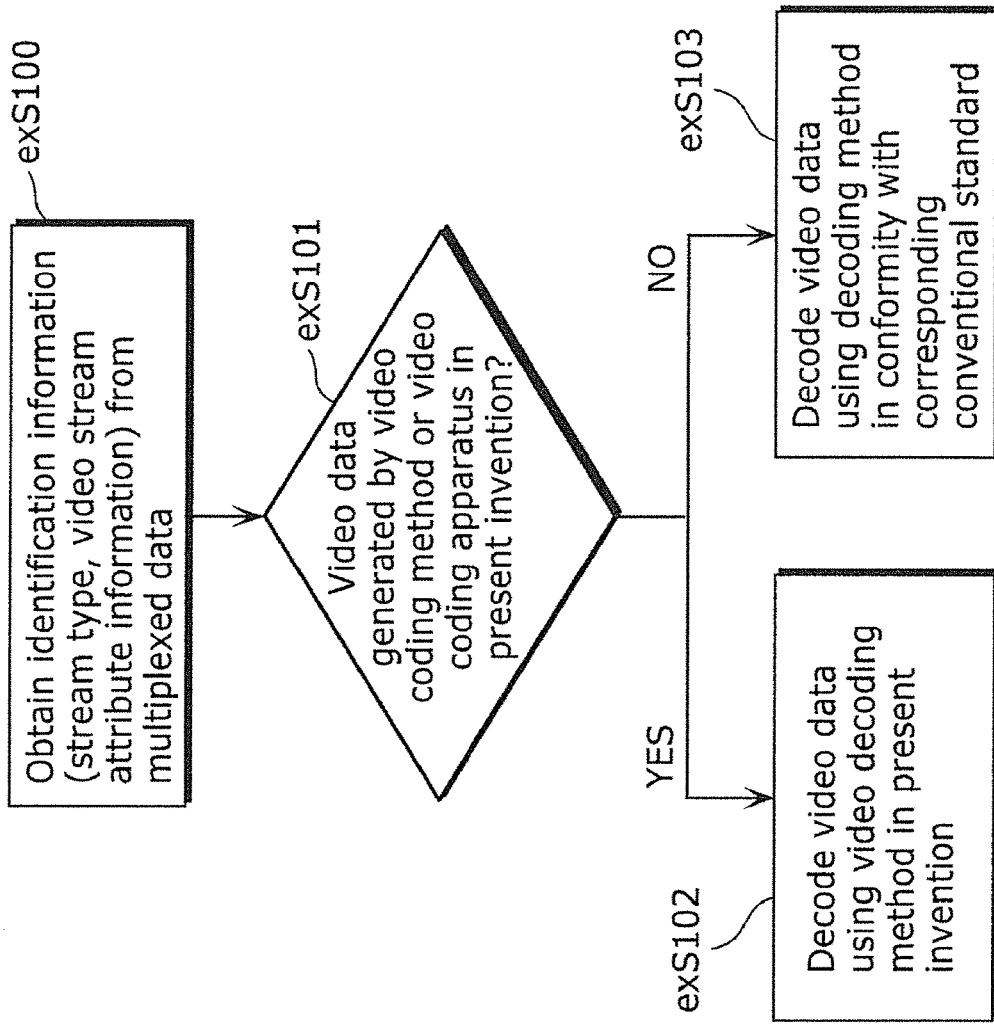 exS100
Obtain identification information
(stream type, video stream
attribute information) from
multiplexed data
exS101
Video data
generated by video
coding method or video
coding apparatus in
present invention?
YES
NO
exS102
Decode video data
using video decoding
method in present
invention
exS103
Decode video data
using decoding method
in conformity with
corresponding
conventional standard